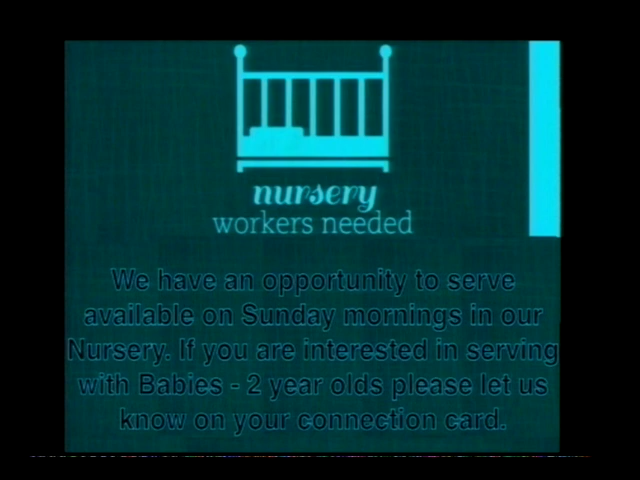 nursery
workers needed
We have an opportunity to serve
available on Sunday mornings in our
Nursery. If you are interested in serving
with Babies - 2 year olds please let us
know on your connection card.